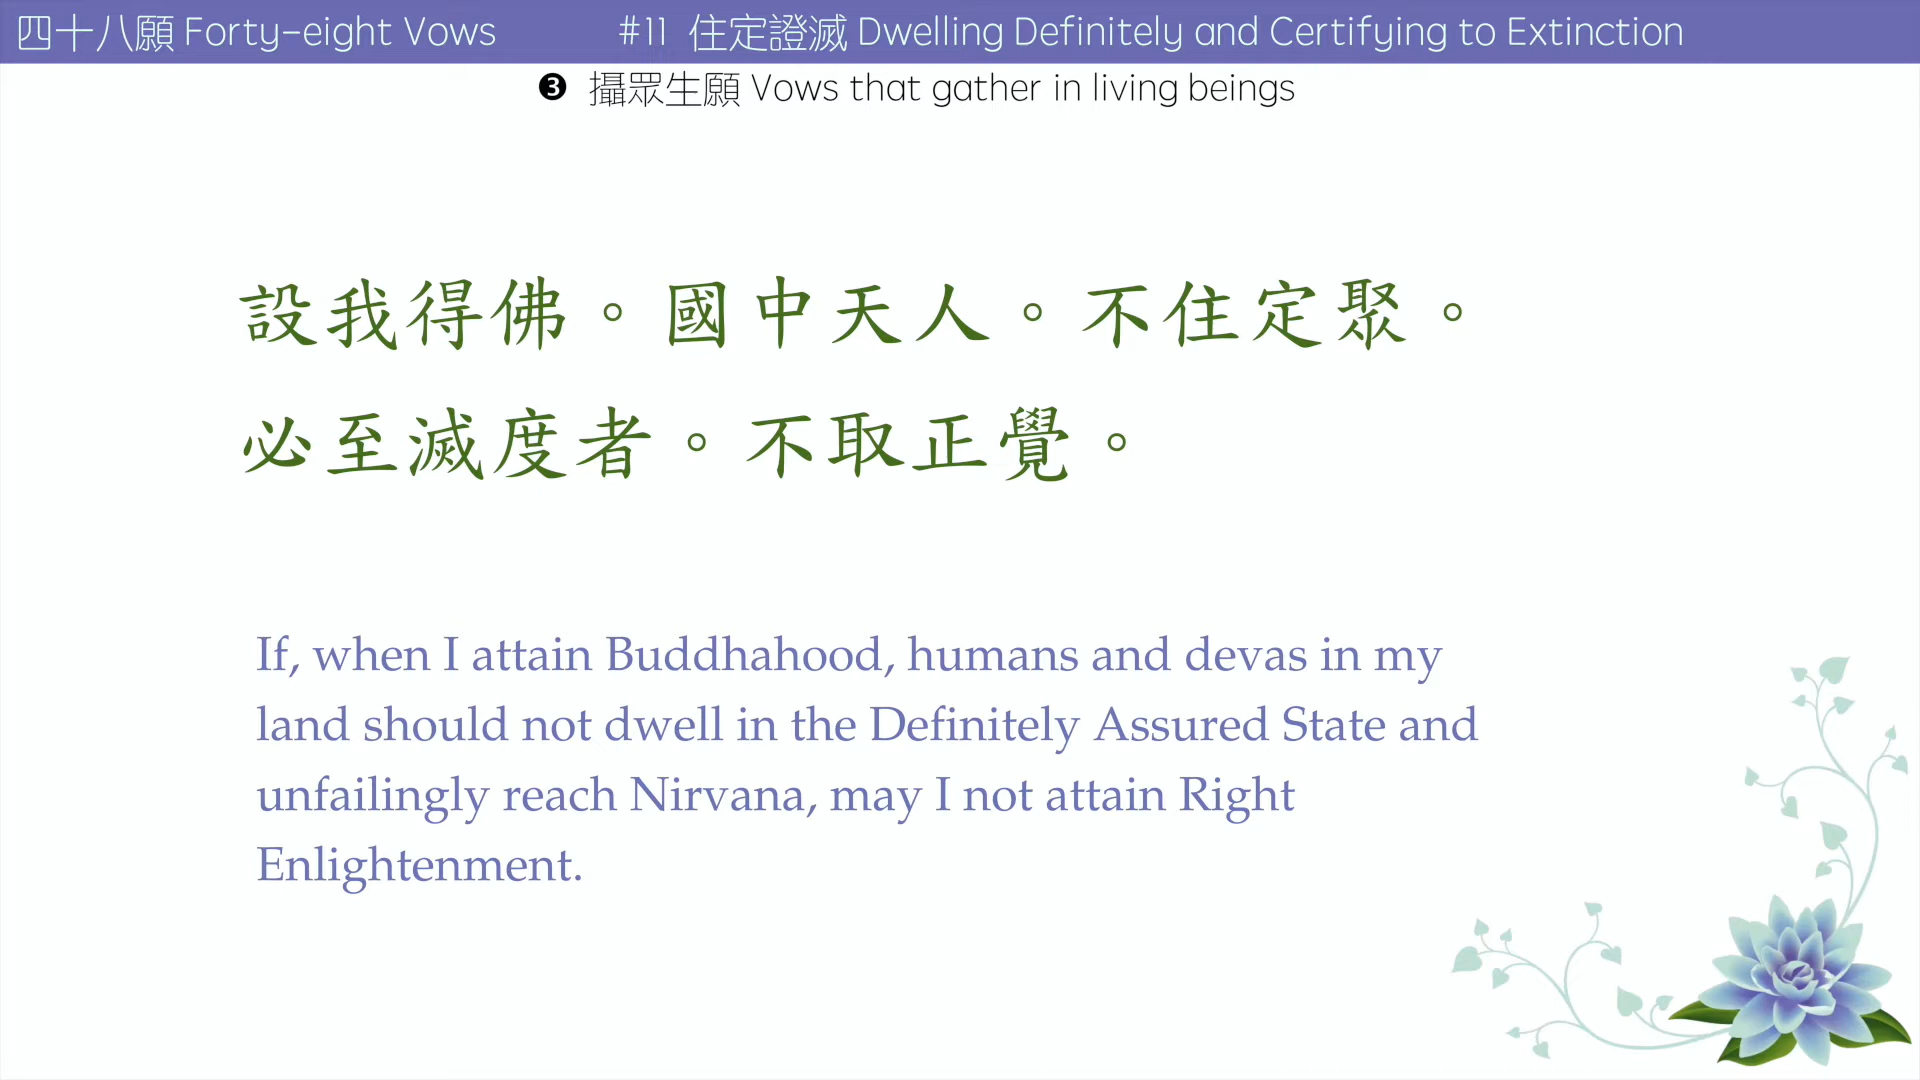 四十八願 Forty-eight Vows #11 住定證滅 Dwelling Definitely and Certifying to Extinction
❸ 攝眾生願 Vows that gather in living beings
設我得佛。國中天人。不住定聚。
必至滅度者。不取正覺。
If, when I attain Buddhahood, humans and devas in my
land should not dwell in the Definitely Assured State and
unfailingly reach Nirvana, may I not attain Right
Enlightenment.